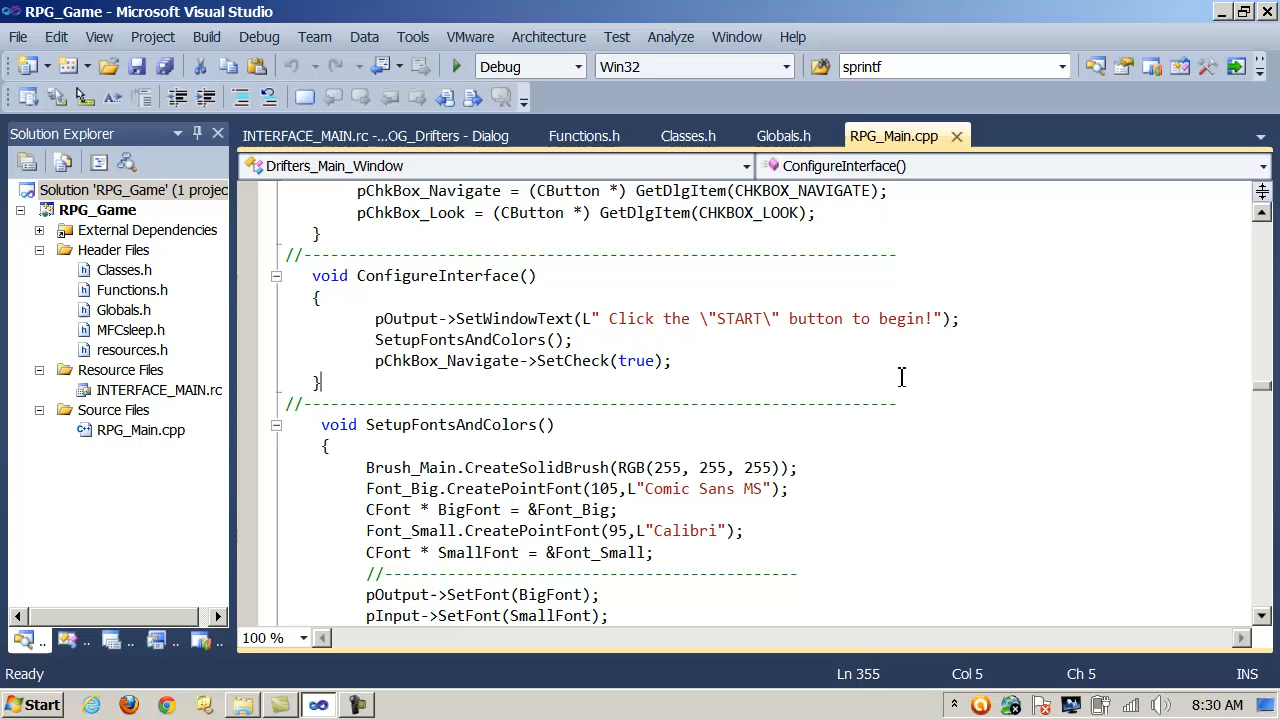 RPG_Game - Microsoft Visual Studio
File Edit View Project Build Debug Team Data Tools VMware Architecture Test Analyze Window Help
Debug Win32 sprintf
Solution Explorer
INTERFACE_MAIN.rc -...OG_Drifters - Dialog Functions.h Classes.h Globals.h RPG_Main.cpp
Drifters_Main_Window ConfigureInterface()
Solution 'RPG_Game' (1 projec
RPG_Game
External Dependencies
Header Files
Classes.h
Functions.h
Globals.h
MFCsleep.h
resources.h
Resource Files
INTERFACE_MAIN.rc
Source Files
RPG_Main.cpp
pChkBox_Navigate = (CButton *) GetDlgItem(CHKBOX_NAVIGATE);
pChkBox_Look = (CButton *) GetDlgItem(CHKBOX_LOOK);
}
//------------------------------------------------------------------
void ConfigureInterface()
{
pOutput->SetWindowText(L" Click the \"START\" button to begin!");
SetupFontsAndColors();
pChkBox_Navigate->SetCheck(true);
}
//------------------------------------------------------------------
void SetupFontsAndColors()
{
Brush_Main.CreateSolidBrush(RGB(255, 255, 255));
Font_Big.CreatePointFont(105,L"Comic Sans MS");
CFont * BigFont = &Font_Big;
Font_Small.CreatePointFont(95,L"Calibri");
CFont * SmallFont = &Font_Small;
//----------------------------------------------
pOutput->SetFont(BigFont);
pInput->SetFont(SmallFont);
100 %
Ready Ln 355 Col 5 Ch 5 INS
Start 8:30 AM